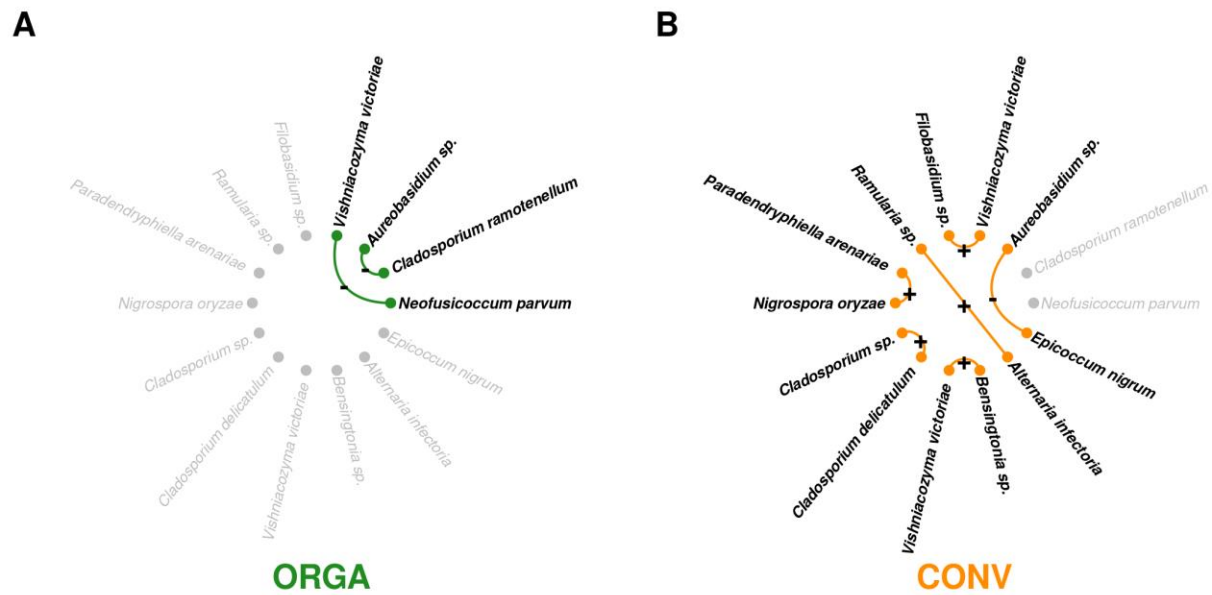 A
Vishniacozyma victoriae
Aureobasidium sp.
Cladosporium ramotenellum
Neofusicoccum parvum
Epicoccum nigrum
Alternaria infectoria
Bensingtonia sp.
Vishniacozyma victoriae
Cladosporium delicatulum
Cladosporium sp.
Nigrospora oryzae
Paradendryphiella arenariae
Ramularia sp.
Filobasidium sp.
-
-
ORGA
B
Vishniacozyma victoriae
Aureobasidium sp.
Cladosporium ramotenellum
Neofusicoccum parvum
Epicoccum nigrum
Alternaria infectoria
Bensingtonia sp.
Vishniacozyma victoriae
Cladosporium delicatulum
Cladosporium sp.
Nigrospora oryzae
Paradendryphiella arenariae
Ramularia sp.
Filobasidium sp.
+
+
-
+
+
+
CONV